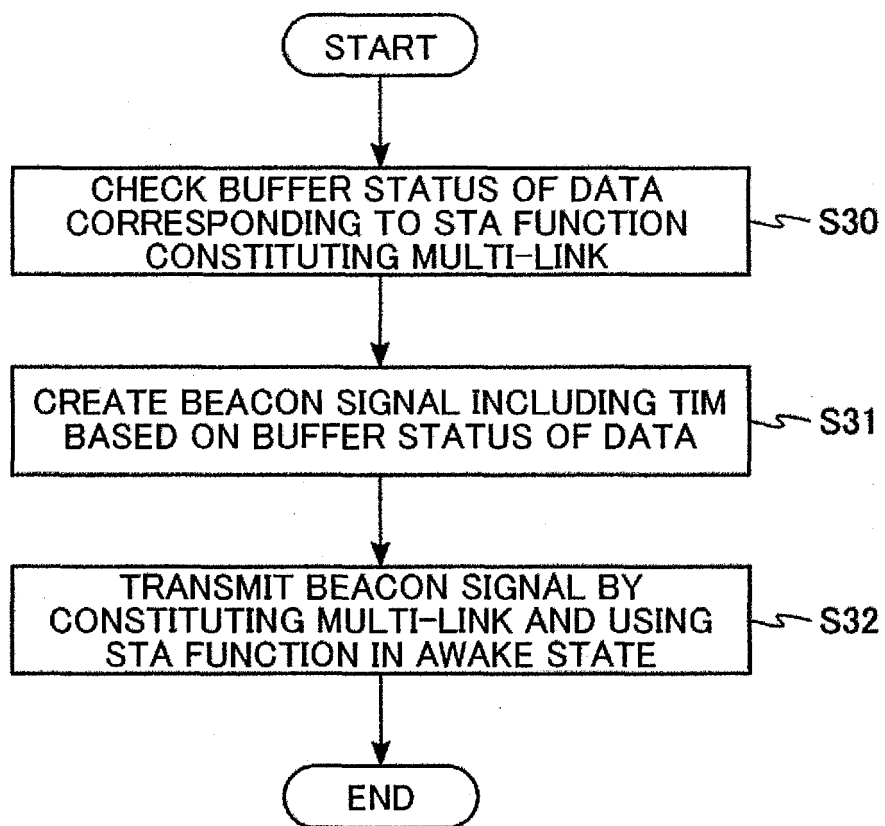 START
CHECK BUFFER STATUS OF DATA
CORRESPONDING TO STA FUNCTION
CONSTITUTING MULTI-LINK
S30
CREATE BEACON SIGNAL INCLUDING TIM
BASED ON BUFFER STATUS OF DATA
S31
TRANSMIT BEACON SIGNAL BY
CONSTITUTING MULTI-LINK AND USING
STA FUNCTION IN AWAKE STATE
S32
END